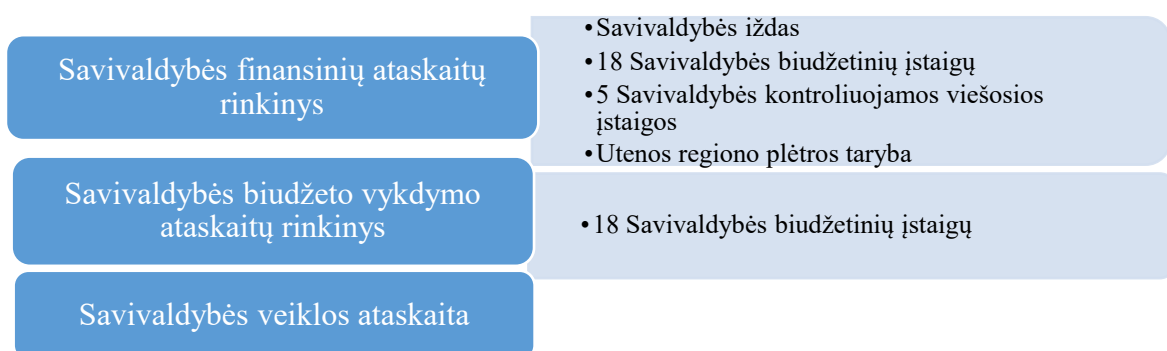 Savivaldybės finansinių ataskaitų
rinkinys
•Savivaldybės iždas
•18 Savivaldybės biudžetinių įstaigų
•5 Savivaldybės kontroliuojamos viešosios
įstaigos
•Utenos regiono plėtros taryba
Savivaldybės biudžeto vykdymo
ataskaitų rinkinys
•18 Savivaldybės biudžetinių įstaigų
Savivaldybės veiklos ataskaita